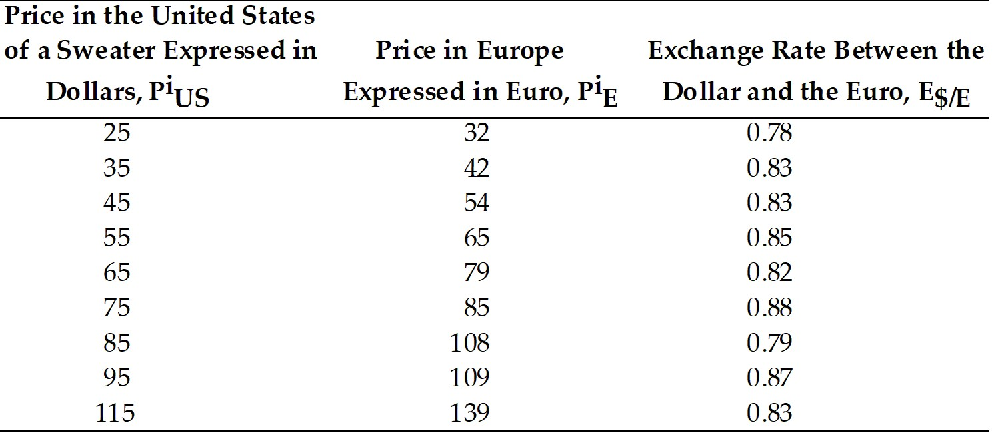 Price in the United States
of a Sweater Expressed in Price in Europe Exchange Rate Between the
Dollars, PiUS Expressed in Euro, PiE Dollar and the Euro, E$/E
25 32 0.78
35 42 0.83
45 54 0.83
55 65 0.85
65 79 0.82
75 85 0.88
85 108 0.79
95 109 0.87
115 139 0.83